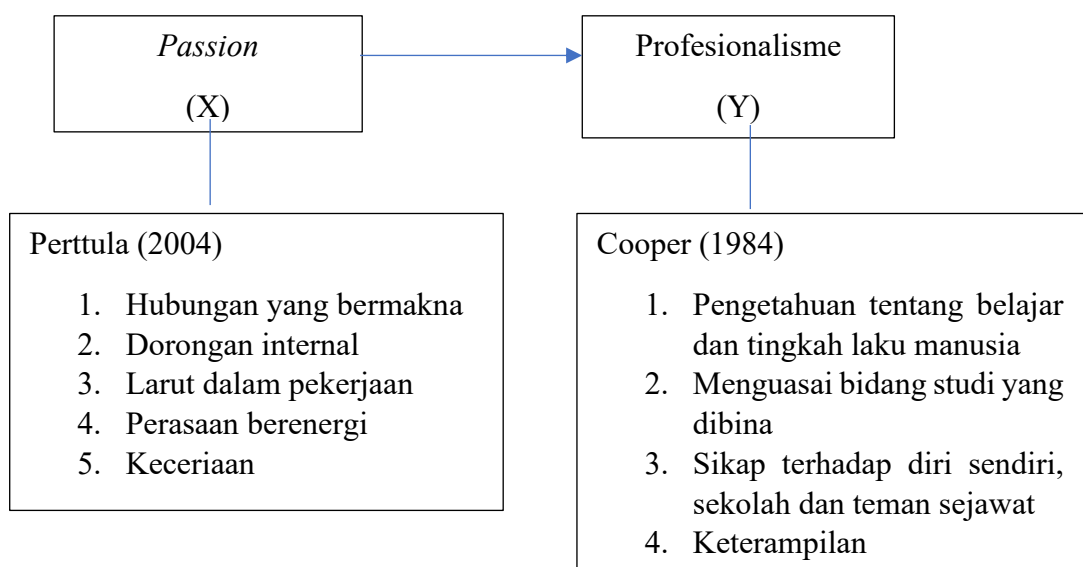 Passion
(X)
Profesionalisme
(Y)
Perttula (2004)
1. Hubungan yang bermakna
2. Dorongan internal
3. Larut dalam pekerjaan
4. Perasaan berenergi
5. Keceriaan
Cooper (1984)
1. Pengetahuan tentang belajar
dan tingkah laku manusia
2. Menguasai bidang studi yang
dibina
3. Sikap terhadap diri sendiri,
sekolah dan teman sejawat
4. Keterampilan